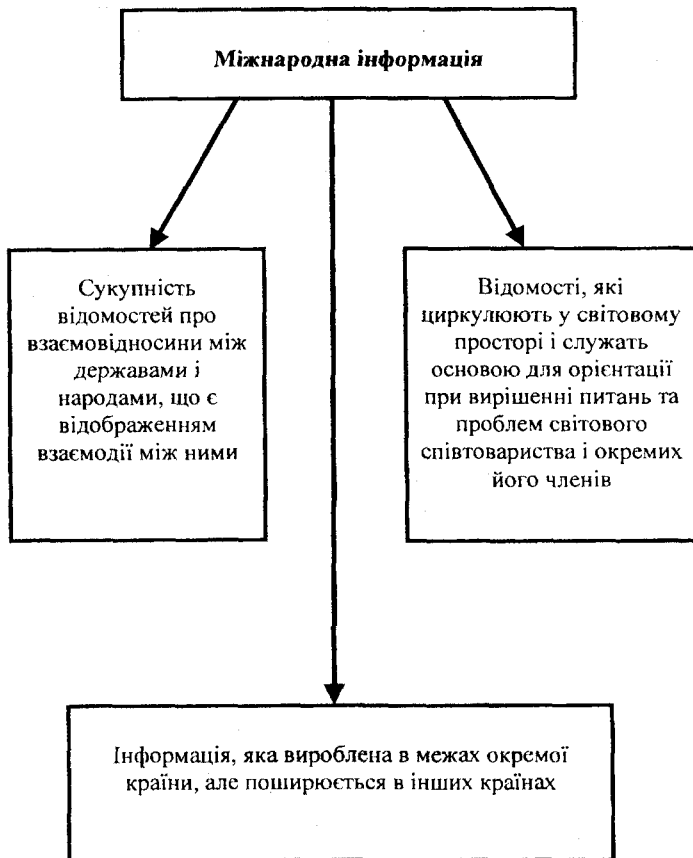 Міжнародна інформація
Сукупність
відомостей про
взаємовідносини між
державами і
народами, що є
відображенням
взаємодії між ними
Відомості, які
циркулюють у світовому
просторі і служать
основою для орієнтації
при вирішенні питань та
проблем світового
співтовариства і окремих
його членів
Інформація, яка вироблена в межах окремої
країни, але поширюється в інших країнах